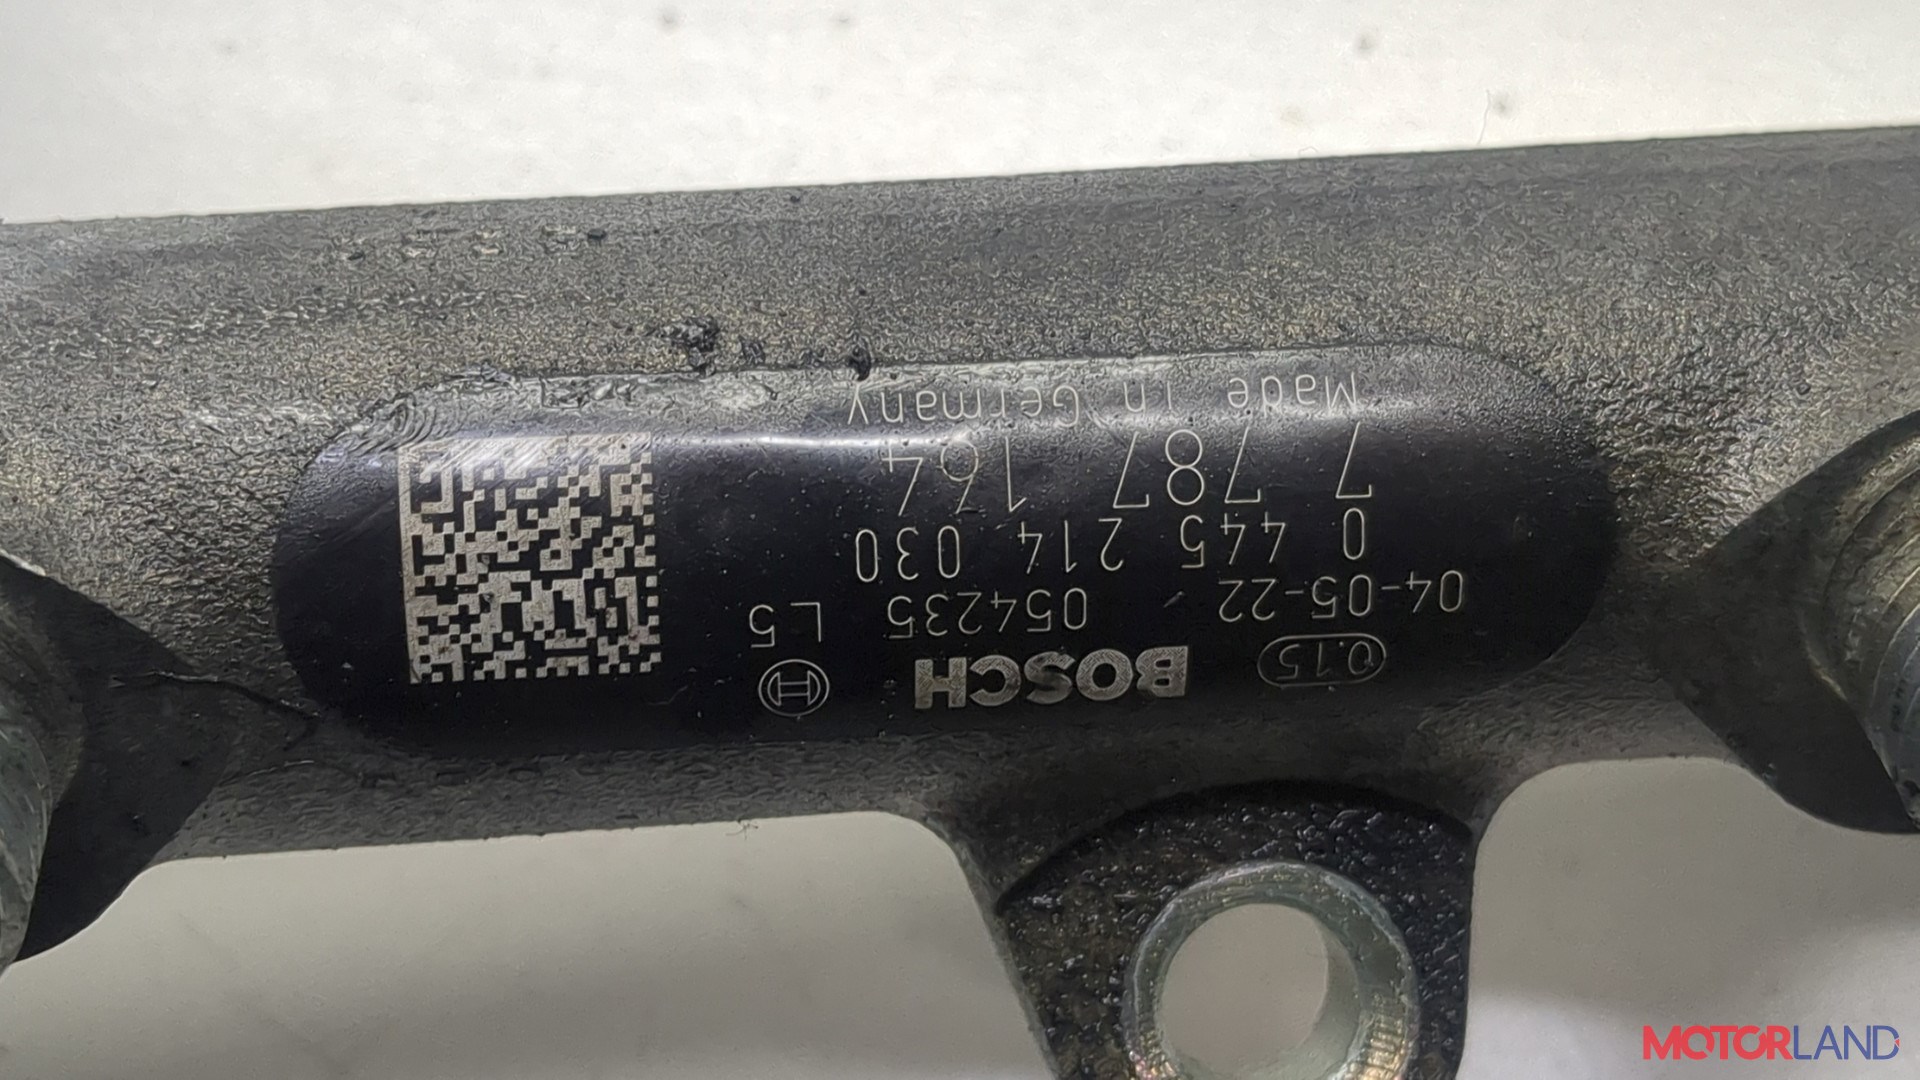 0.15 BOSCH
04-05-22 054235 L5
0 445 214 030
7 787 164
Made in Germany
MOTORLAND